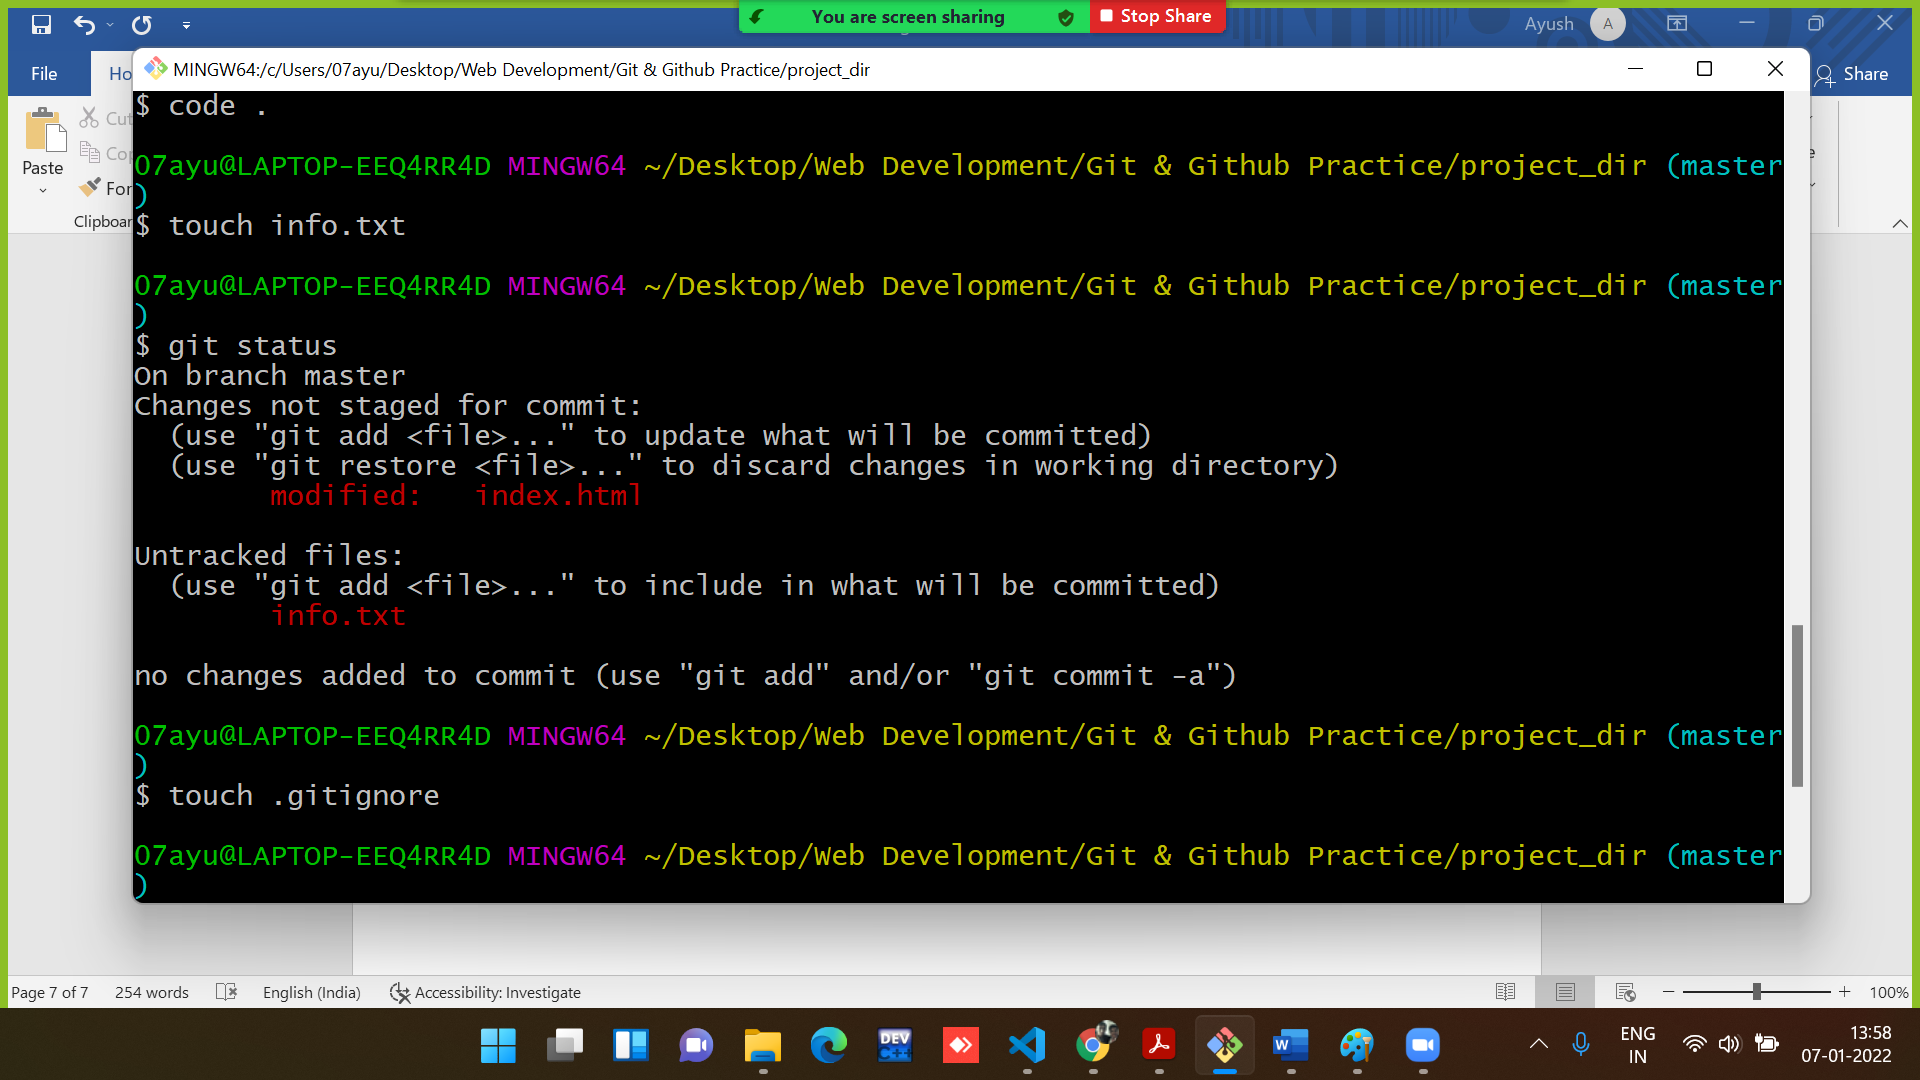 You are screen sharing
Stop Share
Ayush
A
File
Ho
Share
MINGW64:/c/Users/07ayu/Desktop/Web Development/Git & Github Practice/project_dir
Paste
Cut
Cop
For
Clipboar
$ code .
07ayu@LAPTOP-EEQ4RR4D MINGW64 ~/Desktop/Web Development/Git & Github Practice/project_dir (master
)
$ touch info.txt
07ayu@LAPTOP-EEQ4RR4D MINGW64 ~/Desktop/Web Development/Git & Github Practice/project_dir (master
)
$ git status
On branch master
Changes not staged for commit:
  (use "git add <file>..." to update what will be committed)
  (use "git restore <file>..." to discard changes in working directory)
        modified:   index.html
Untracked files:
  (use "git add <file>..." to include in what will be committed)
        info.txt
no changes added to commit (use "git add" and/or "git commit -a")
07ayu@LAPTOP-EEQ4RR4D MINGW64 ~/Desktop/Web Development/Git & Github Practice/project_dir (master
)
$ touch .gitignore
07ayu@LAPTOP-EEQ4RR4D MINGW64 ~/Desktop/Web Development/Git & Github Practice/project_dir (master
)
Page 7 of 7
254 words
English (India)
Accessibility: Investigate
100%
DEV
C++
W
ENG
IN
13:58
07-01-2022